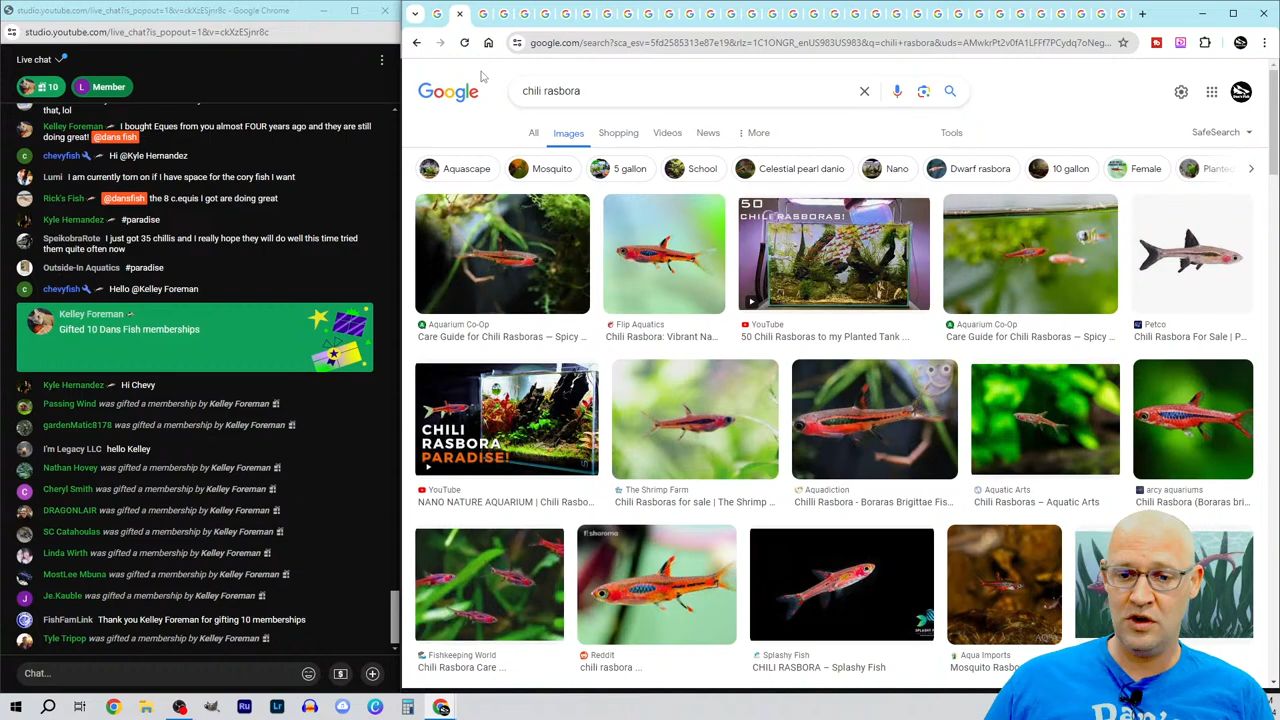 studio.youtube.com/live_chat?is_popout=1&v=ckXzESJnr8c - Google Chrome
studio.youtube.com/live_chat?is_popout=1&v=ckXzESJnr8c
Live chat
10
L Member
that, lol
Kelley Foreman I bought Eques from you almost FOUR years ago and they are still
doing great! @dans fish
chevyfish Hi @Kyle Hernandez
Lumi I am currently torn on if I have space for the cory fish I want
Rick's Fish @dansfish the 8 c.equis I got are doing great
Kyle Hernandez #paradise
SpeikobraRote I just got 35 chillis and I really hope they will do well this time tried
them quite often now
Outside-In Aquatics #paradise
chevyfish Hello @Kelley Foreman
Kelley Foreman
Gifted 10 Dans Fish memberships
Kyle Hernandez Hi Chevy
Passing Wind was gifted a membership by Kelley Foreman
gardenMatic8178 was gifted a membership by Kelley Foreman
I'm Legacy LLC hello Kelley
Nathan Hovey was gifted a membership by Kelley Foreman
Cheryl Smith was gifted a membership by Kelley Foreman
DRAGONLAIR was gifted a membership by Kelley Foreman
SC Catahoulas was gifted a membership by Kelley Foreman
Linda Wirth was gifted a membership by Kelley Foreman
MostLee Mbuna was gifted a membership by Kelley Foreman
Je.Kauble was gifted a membership by Kelley Foreman
FishFamLink Thank you Kelley Foreman for gifting 10 memberships
Tyle Tripop was gifted a membership by Kelley Foreman
Chat...
google.com/search?sca_esv=5fd2585313e87e19&rlz=1C1ONGR_enUS983US983&q=chili+rasbora&uds=AMwkrPt2v0fA1LFFf7PCydq7oNeg...
Google
chili rasbora
All Images Shopping Videos News More Tools SafeSearch
Aquascape Mosquito 5 gallon School Celestial pearl danio Nano Dwarf rasbora 10 gallon Female Planted
50 CHILI RASBORAS!
Aquarium Co-Op
Care Guide for Chili Rasboras — Spicy ...
Flip Aquatics
Chili Rasbora: Vibrant Na...
YouTube
50 Chili Rasboras to my Planted Tank ...
Aquarium Co-Op
Care Guide for Chili Rasboras — Spicy ...
Petco
Chili Rasbora For Sale | P...
CHILI
RASBORA
PARADISE!
YouTube
NANO NATURE AQUARIUM | Chili Rasbo...
The Shrimp Farm
Chili Rasboras for sale | The Shrimp ...
Aquadiction
Chili Rasbora - Boraras Brigittae Fis...
Aquatic Arts
Chili Rasboras – Aquatic Arts
arcy aquariums
Chili Rasbora (Boraras bri...
Fishkeeping World
Chili Rasbora Care ...
Reddit
chili rasbora ...
Splashy Fish
CHILI RASBORA – Splashy Fish
Aqua Imports
Mosquito Rasbo
Ru
Lr
Dan's